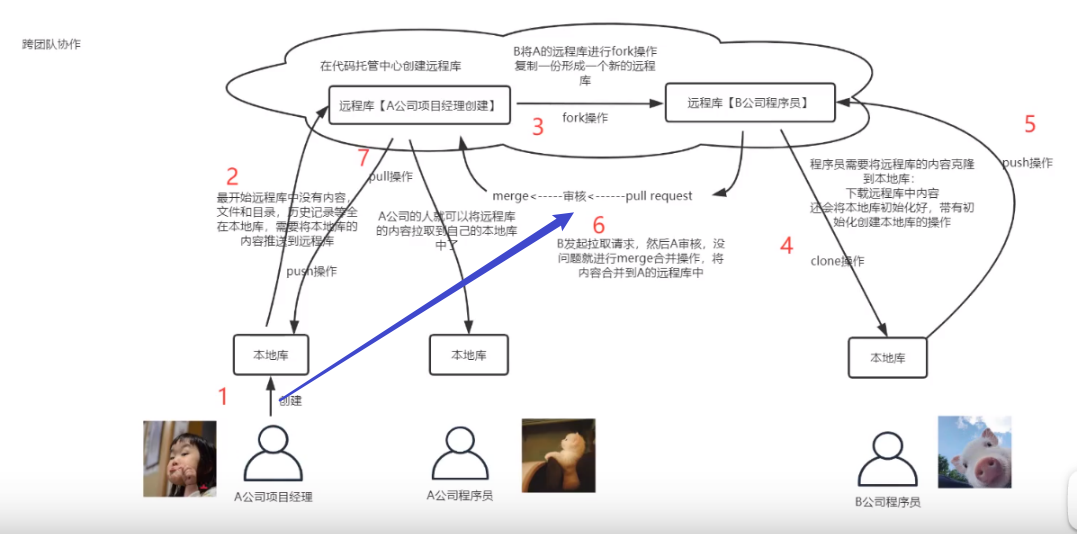 跨团队协作
B将A的远程库进行fork操作
复制一份形成一个新的远程
库
在代码托管中心创建远程库
远程库【A公司项目经理创建】
远程库【B公司程序员】
3
fork操作
5
push操作
7
pull操作
2
最开始远程库中没有内容，
文件和目录，历史记录等全
在本地库，需要将本地库的
内容推送到远程库
push操作
A公司的人就可以将远程库
的内容拉取到自己的本地库
中了
merge<-----审核<------pull request
6
B发起拉取请求，然后A审核，没
问题就进行merge合并操作，将
内容合并到A的远程库中
程序员需要将远程库的内容克隆
到本地库：
下载远程库中内容
还会将本地库初始化好，带有初
始化创建本地库的操作
4
clone操作
本地库
本地库
本地库
1
创建
A公司项目经理
A公司程序员
B公司程序员